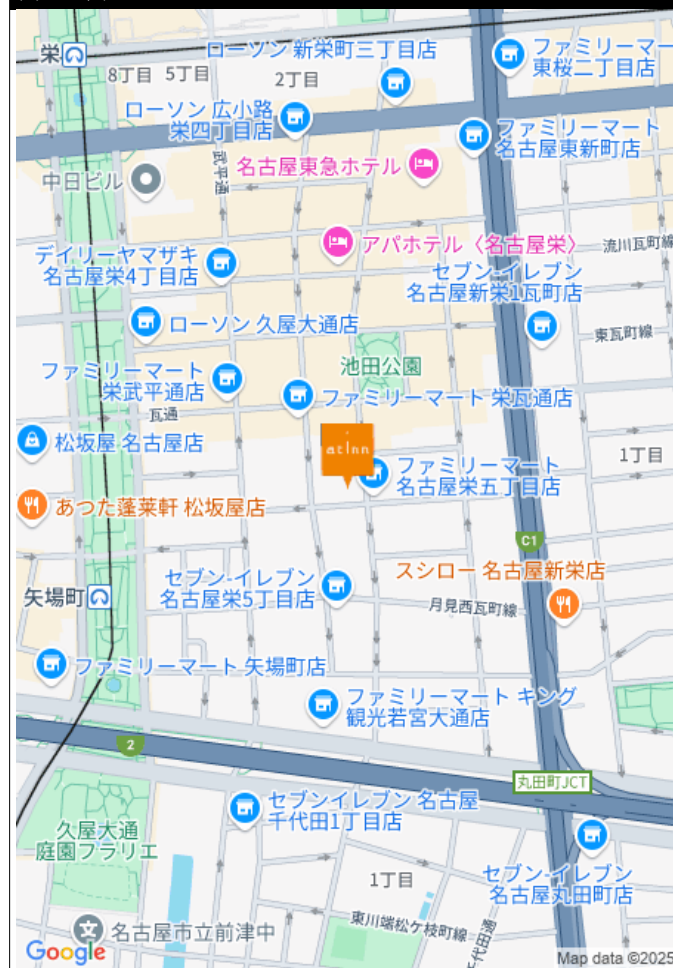 栄
8丁目
5丁目
2丁目
ローソン 新栄町三丁目店
ファミリーマー
東桜二丁目店
ローソン 広小路
栄四丁目店
武平通
ファミリーマート
名古屋東新町店
中日ビル
名古屋東急ホテル
アパホテル〈名古屋栄〉
流川瓦町線
デイリーヤマザキ
名古屋栄4丁目店
セブン-イレブン
名古屋新栄1瓦町店
ローソン 久屋大通店
東瓦町線
池田公園
ファミリーマート
栄武平通店
ファミリーマート 栄瓦通店
瓦通
松坂屋 名古屋店
atinn
ファミリーマート
名古屋栄五丁目店
1丁目
あつた蓬莱軒 松坂屋店
C1
スシロー 名古屋新栄店
セブン-イレブン
名古屋栄5丁目店
矢場町
月見西瓦町線
ファミリーマート 矢場町店
ファミリーマート キング
観光若宮大通店
2
丸田町JCT
セブンイレブン 名古屋
千代田1丁目店
久屋大通
庭園フラリエ
セブン-イレブン
名古屋丸田町店
1丁目
東川端松ケ枝町線
名古屋市立前津中
Google
Map data ©2025